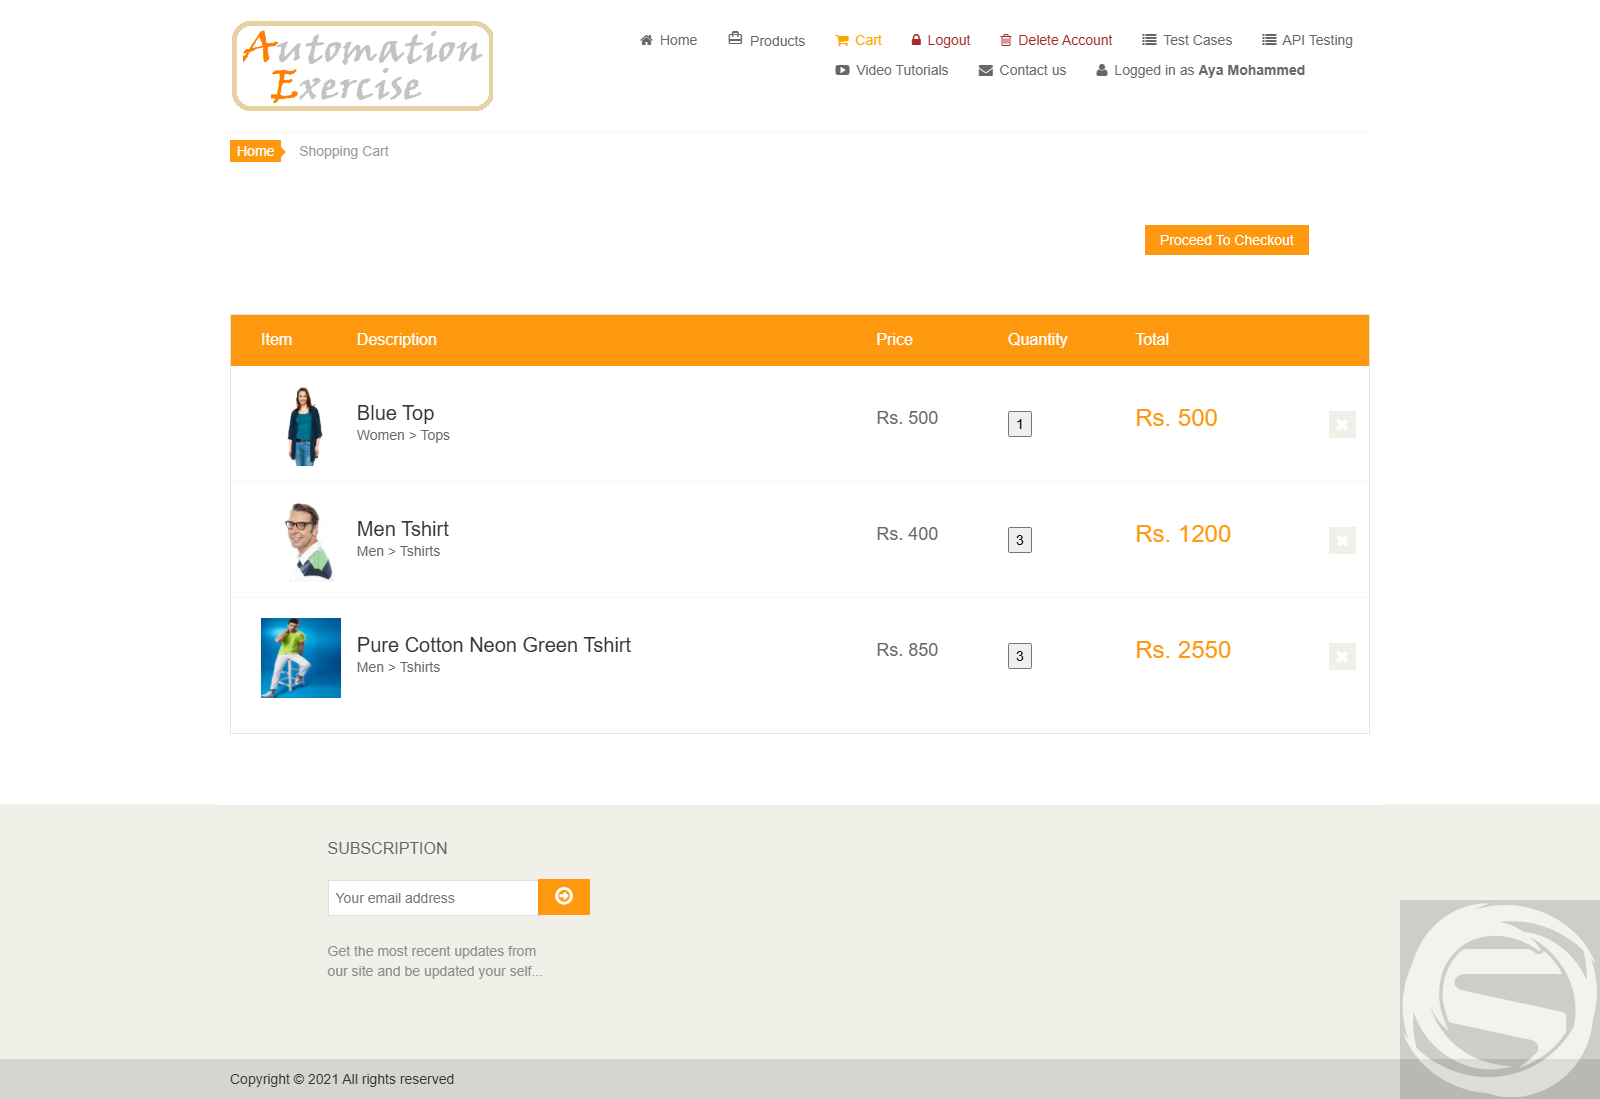 Automation
Exercise
Home Products Cart Logout Delete Account Test Cases API Testing
Video Tutorials Contact us Logged in as Aya Mohammed
Home Shopping Cart
Proceed To Checkout
Item Description Price Quantity Total
Blue Top
Women > Tops
Rs. 500 1 Rs. 500
Men Tshirt
Men > Tshirts
Rs. 400 3 Rs. 1200
Pure Cotton Neon Green Tshirt
Men > Tshirts
Rs. 850 3 Rs. 2550
SUBSCRIPTION
Your email address
Get the most recent updates from
our site and be updated your self...
Copyright © 2021 All rights reserved